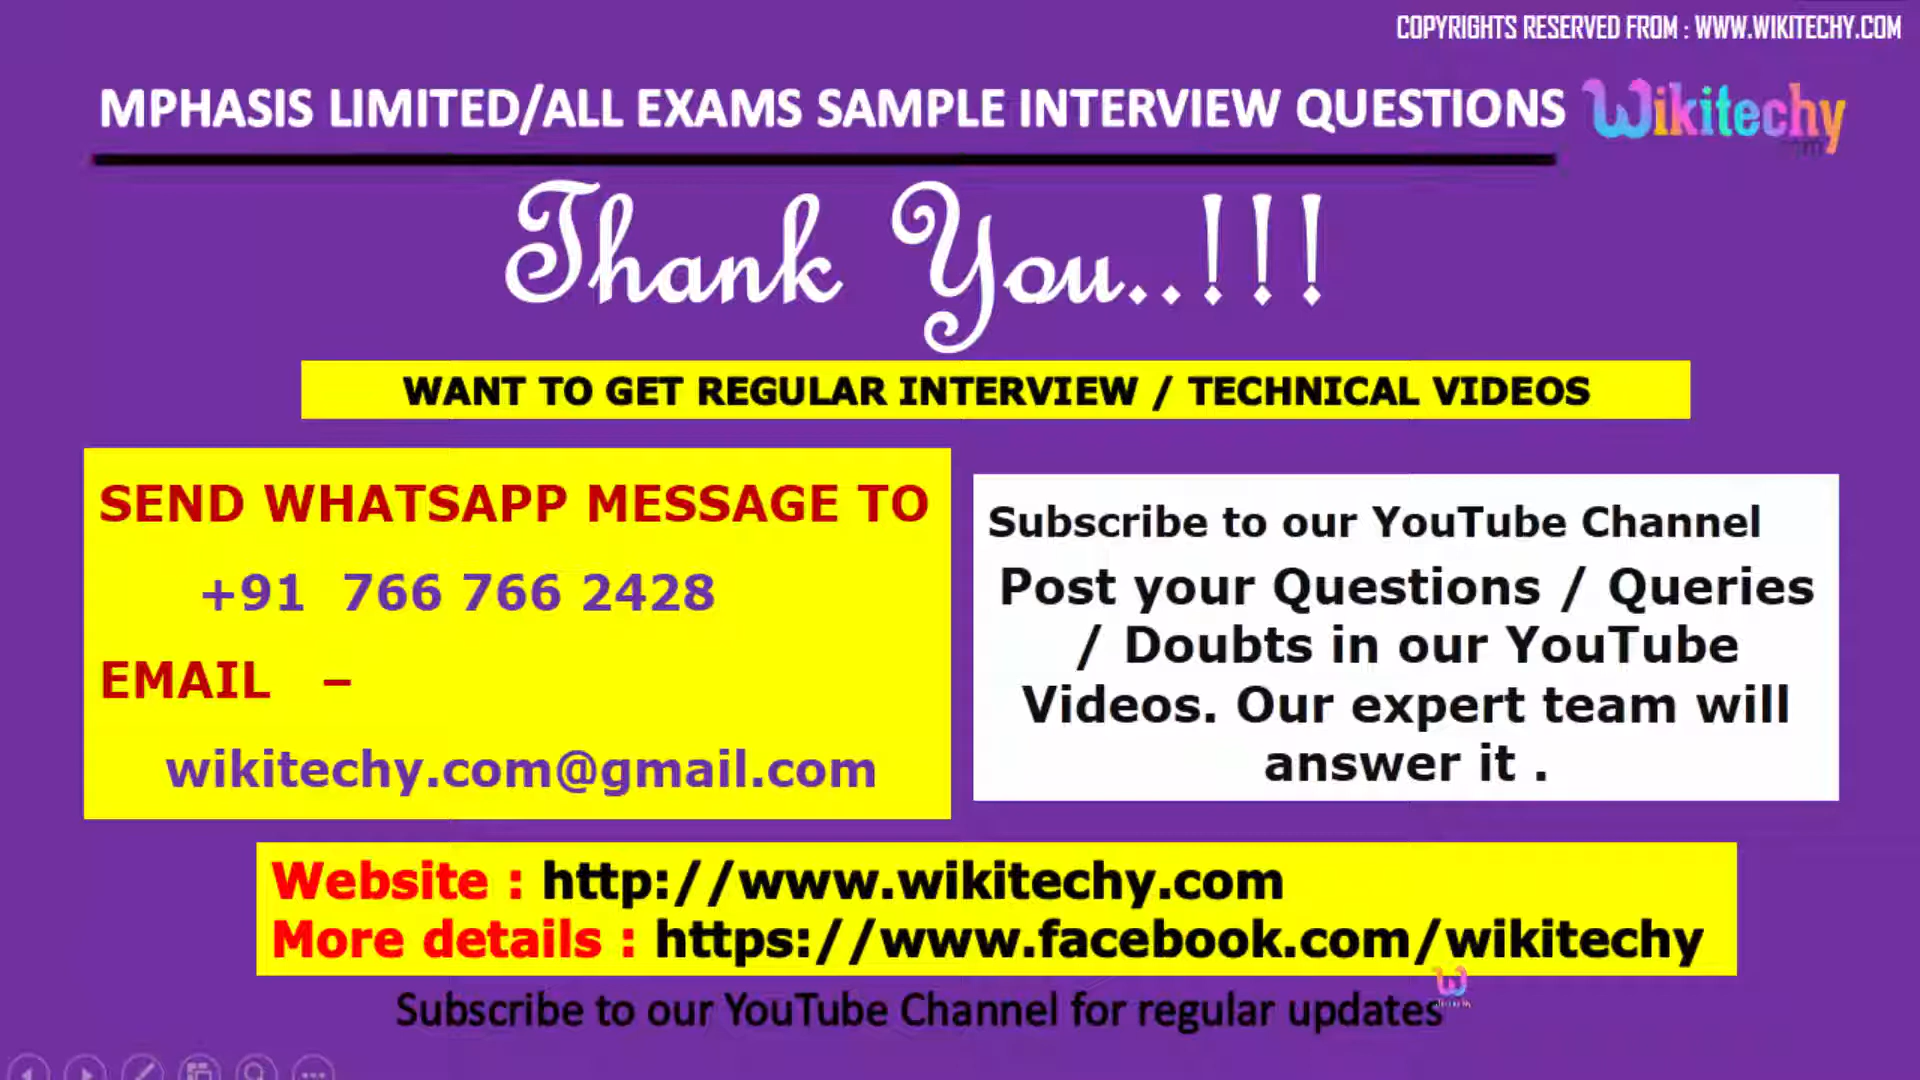 COPYRIGHTS RESERVED FROM : WWW.WIKITECHY.COM
MPHASIS LIMITED/ALL EXAMS SAMPLE INTERVIEW QUESTIONS
Wikitechy
.com
Thank You..!!!
WANT TO GET REGULAR INTERVIEW / TECHNICAL VIDEOS
SEND WHATSAPP MESSAGE TO
+91 766 766 2428
EMAIL –
wikitechy.com@gmail.com
Subscribe to our YouTube Channel
Post your Questions / Queries
/ Doubts in our YouTube
Videos. Our expert team will
answer it .
Website : http://www.wikitechy.com
More details : https://www.facebook.com/wikitechy
Subscribe to our YouTube Channel for regular updates